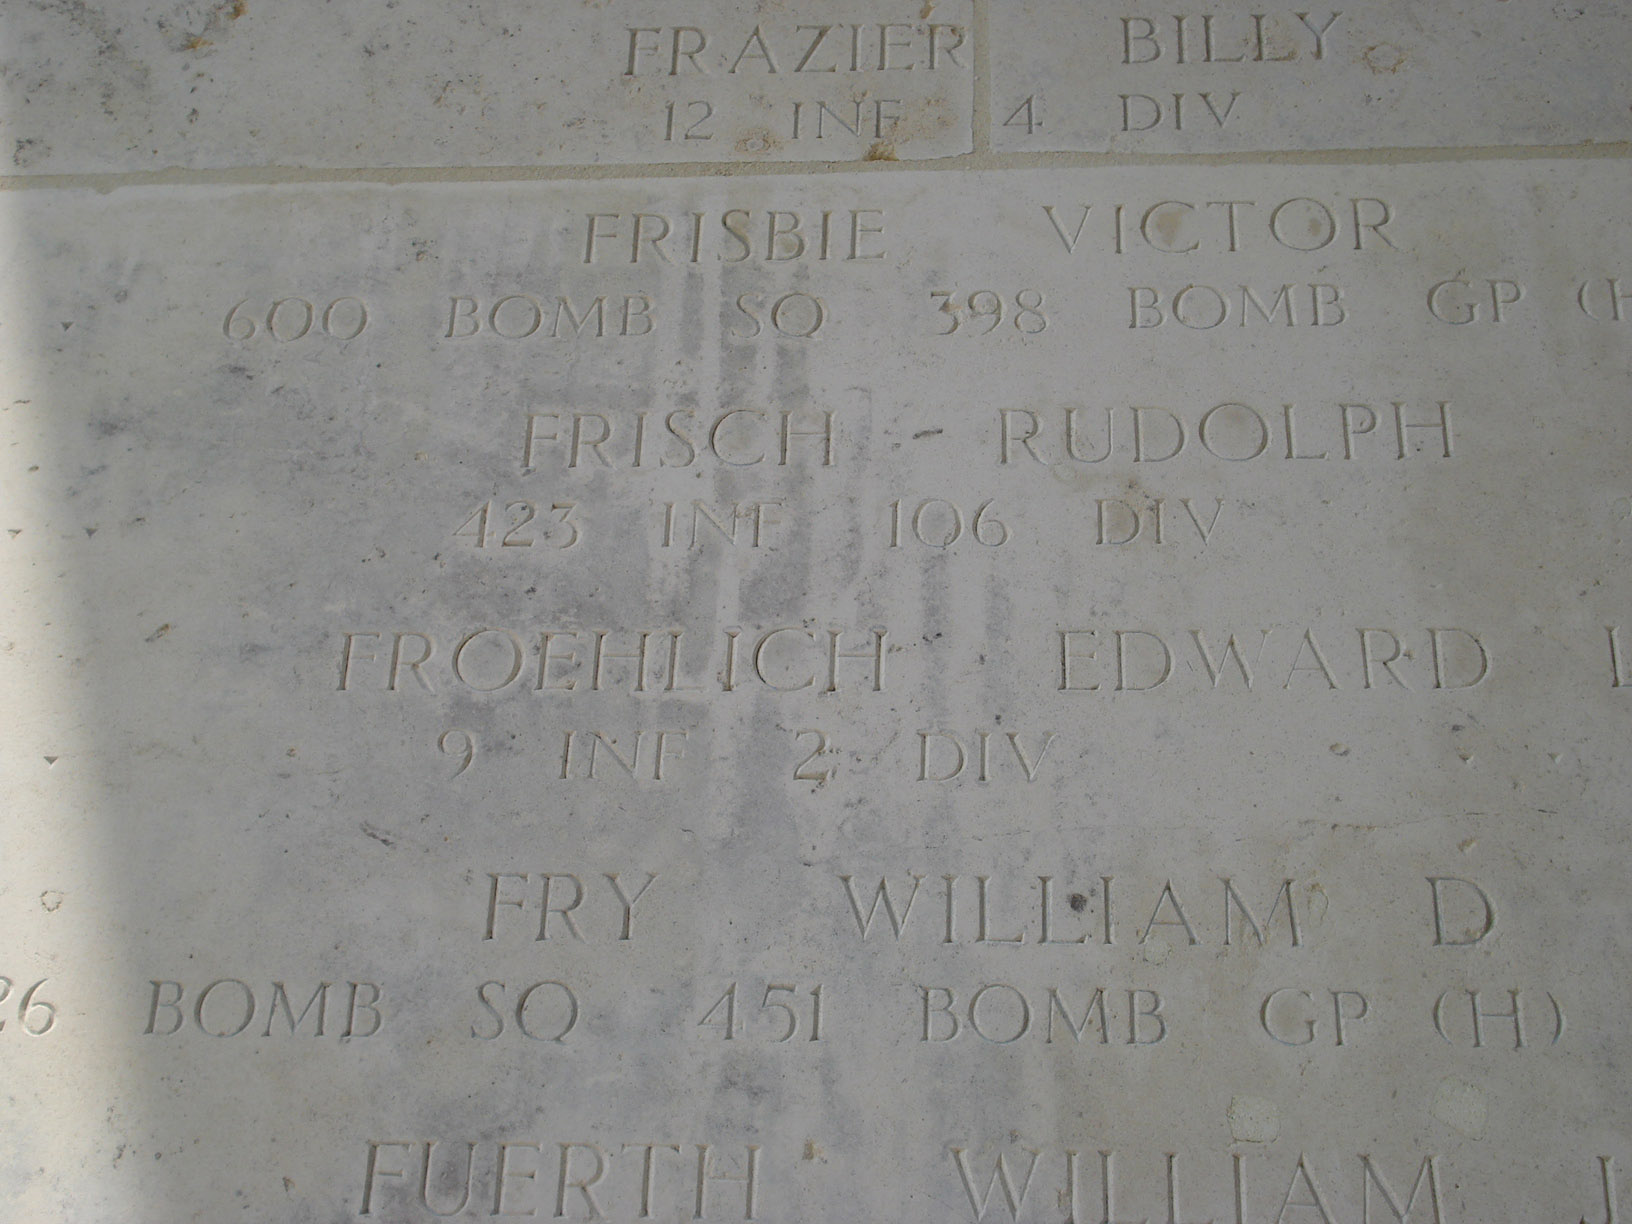 FRAZIER BILLY
12 INF 4 DIV
FRISBIE VICTOR
600 BOMB SQ 398 BOMB GP (H
FRISCH - RUDOLPH
423 INF 106 DIV
FROEHLICH EDWARD L
9 INF 2 DIV
FRY WILLIAM D
26 BOMB SQ 451 BOMB GP (H)
FUERTH WILLIAM J